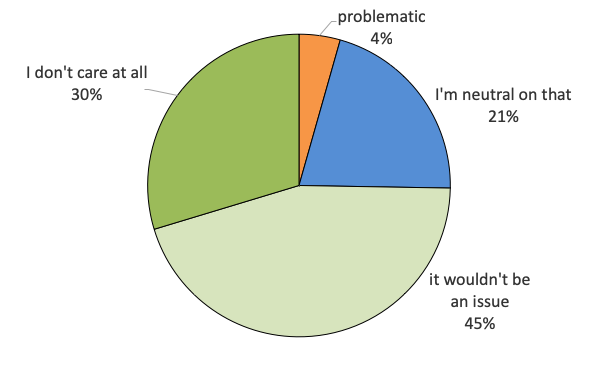 problematic
4%
I'm neutral on that
21%
it wouldn't be
an issue
45%
I don't care at all
30%